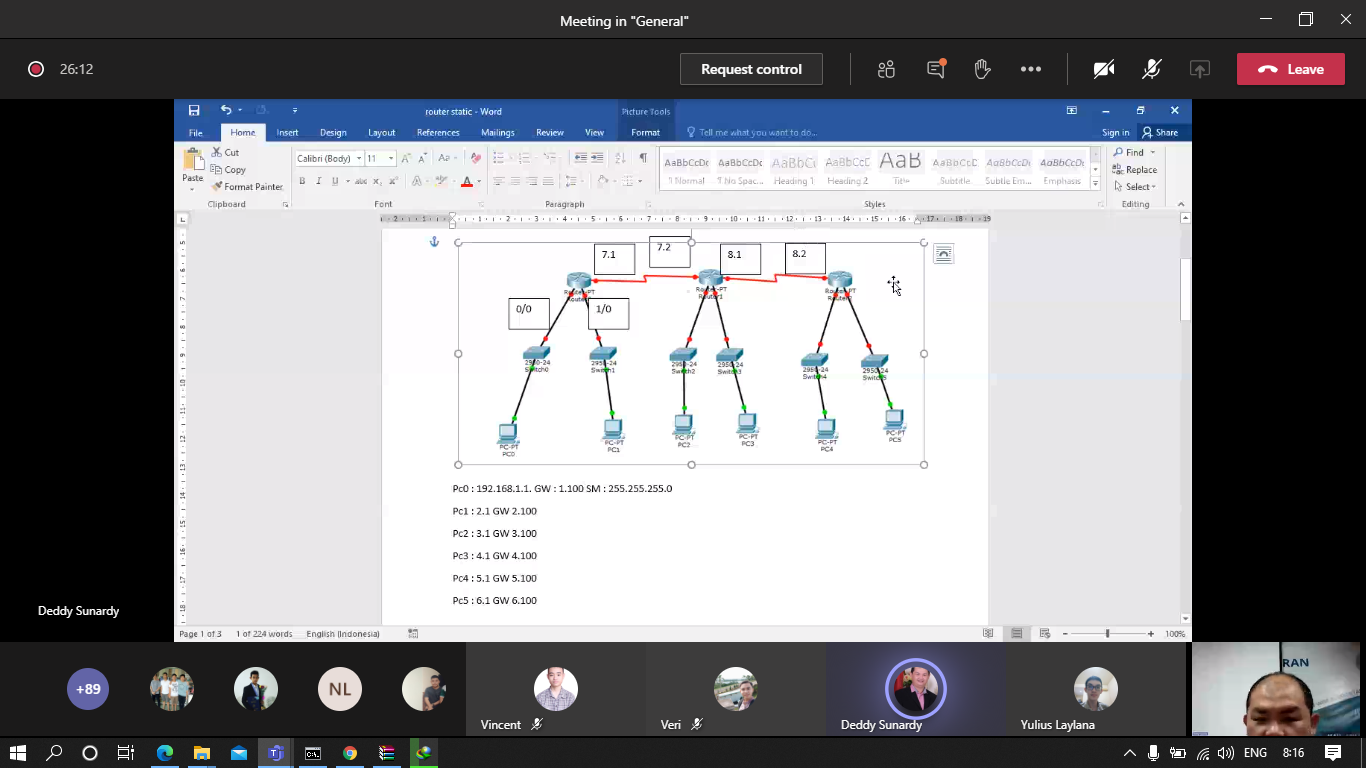 Meeting in "General"
26:12
Request control
Leave
router static - Word
Picture Tools
File
Home
Insert
Design
Layout
References
Mailings
Review
View
Format
Tell me what you want to do...
Sign in
Share
Paste
Cut
Copy
Format Painter
Calibri (Body)
11
AaBbCcDc
AaBbCcDc
AaBbCc
AaBbCcC
AaB
AaBbCcC
AaBbCcDc
AaBbCcDc
¶ Normal
¶ No Spac...
Heading 1
Heading 2
Title
Subtitle
Subtle Em...
Emphasis
Find
Replace
Select
Clipboard
Font
Paragraph
Styles
Editing
7.1
7.2
8.1
8.2
Router-PT
Router-PT
Router1
Router-PT
0/0
1/0
2950-24
Switch0
2950-24
Switch1
2950-24
Switch2
2950-24
Switch3
2950-24
Switch4
2950-24
PC-PT
PC0
PC-PT
PC1
PC-PT
PC2
PC-PT
PC3
PC-PT
PC4
PC-PT
PC5
Pc0 : 192.168.1.1. GW : 1.100 SM : 255.255.255.0
Pc1 : 2.1 GW 2.100
Pc2 : 3.1 GW 3.100
Pc3 : 4.1 GW 4.100
Pc4 : 5.1 GW 5.100
Pc5 : 6.1 GW 6.100
Deddy Sunardy
Page 1 of 3
1 of 224 words
English (Indonesia)
100%
+89
NL
Vincent
Veri
Deddy Sunardy
Yulius Laylana
RAN
ENG
8:16